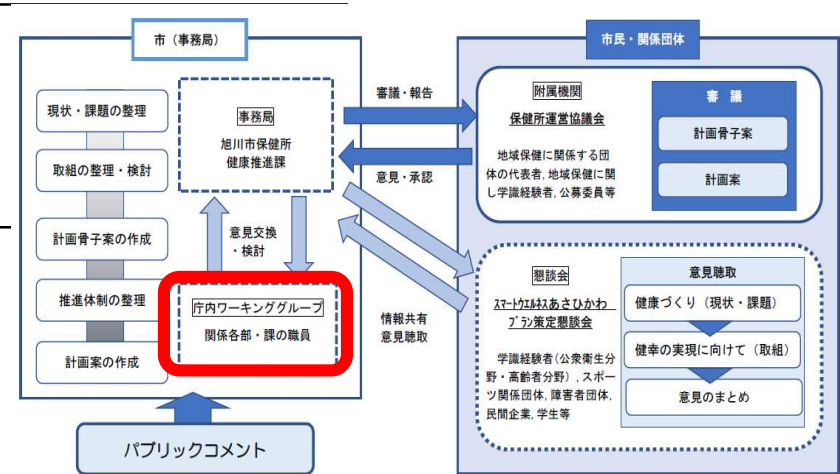 市（事務局）
現状・課題の整理
取組の整理・検討
計画骨子案の作成
推進体制の整理
計画案の作成
事務局
旭川市保健所
健康推進課
意見交換
・検討
庁内ワーキンググループ
関係各部・課の職員
パブリックコメント
審議・報告
意見・承認
情報共有
意見聴取
市民・関係団体
附属機関
保健所運営協議会
地域保健に関係する団
体の代表者，地域保健に関
し学識経験者，公募委員等
審　議
計画骨子案
計画案
懇談会
ｽﾏｰﾄｳｴﾙﾈｽあさひかわ
ﾌﾟﾗﾝ策定懇談会
学識経験者（公衆衛生分
野・高齢者分野），スポー
ツ関係団体，障害者団体，
民間企業，学生等
意見聴取
健康づくり（現状・課題）
健幸の実現に向けて（取組）
意見のまとめ